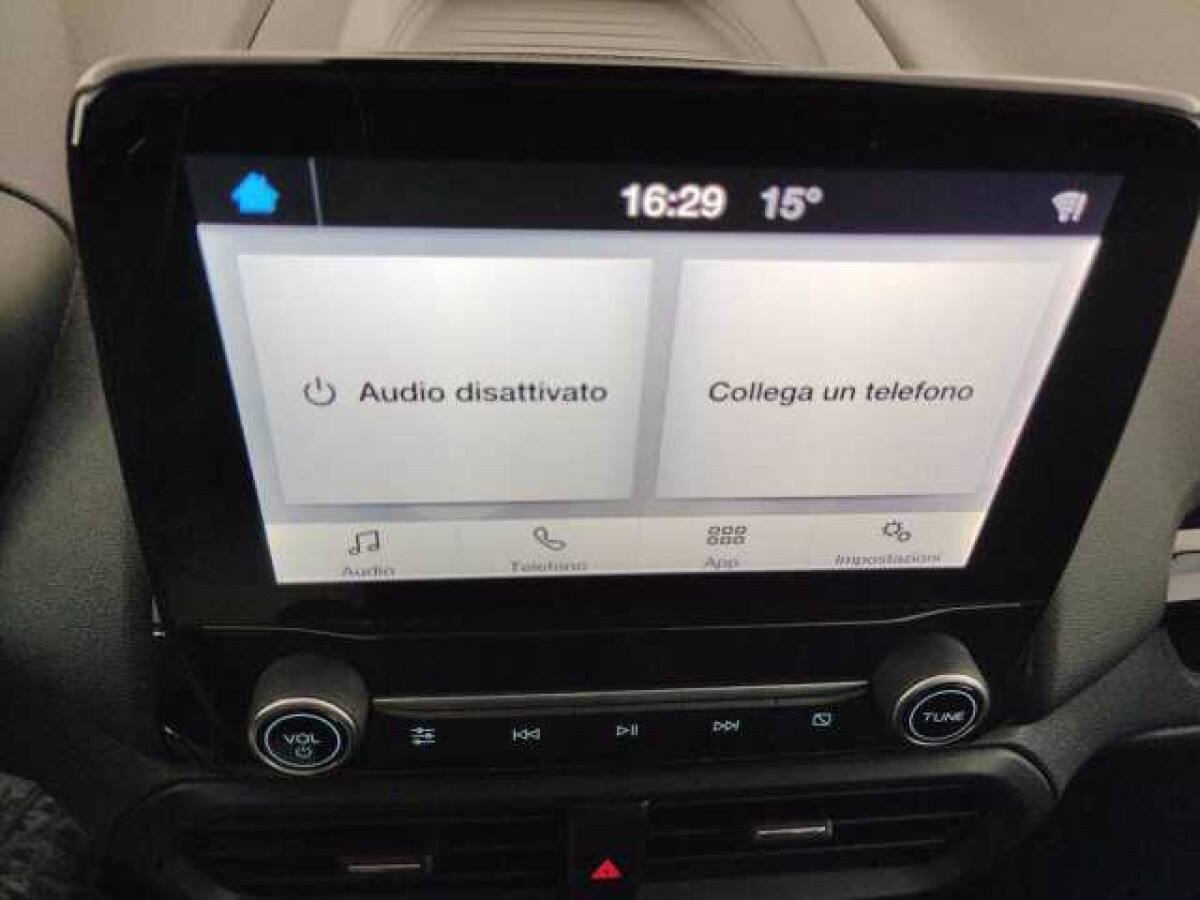 16:29 15°
Audio disattivato
Collega un telefono
Audio
Telefono
App
Impostazioni
VOL
TUNE